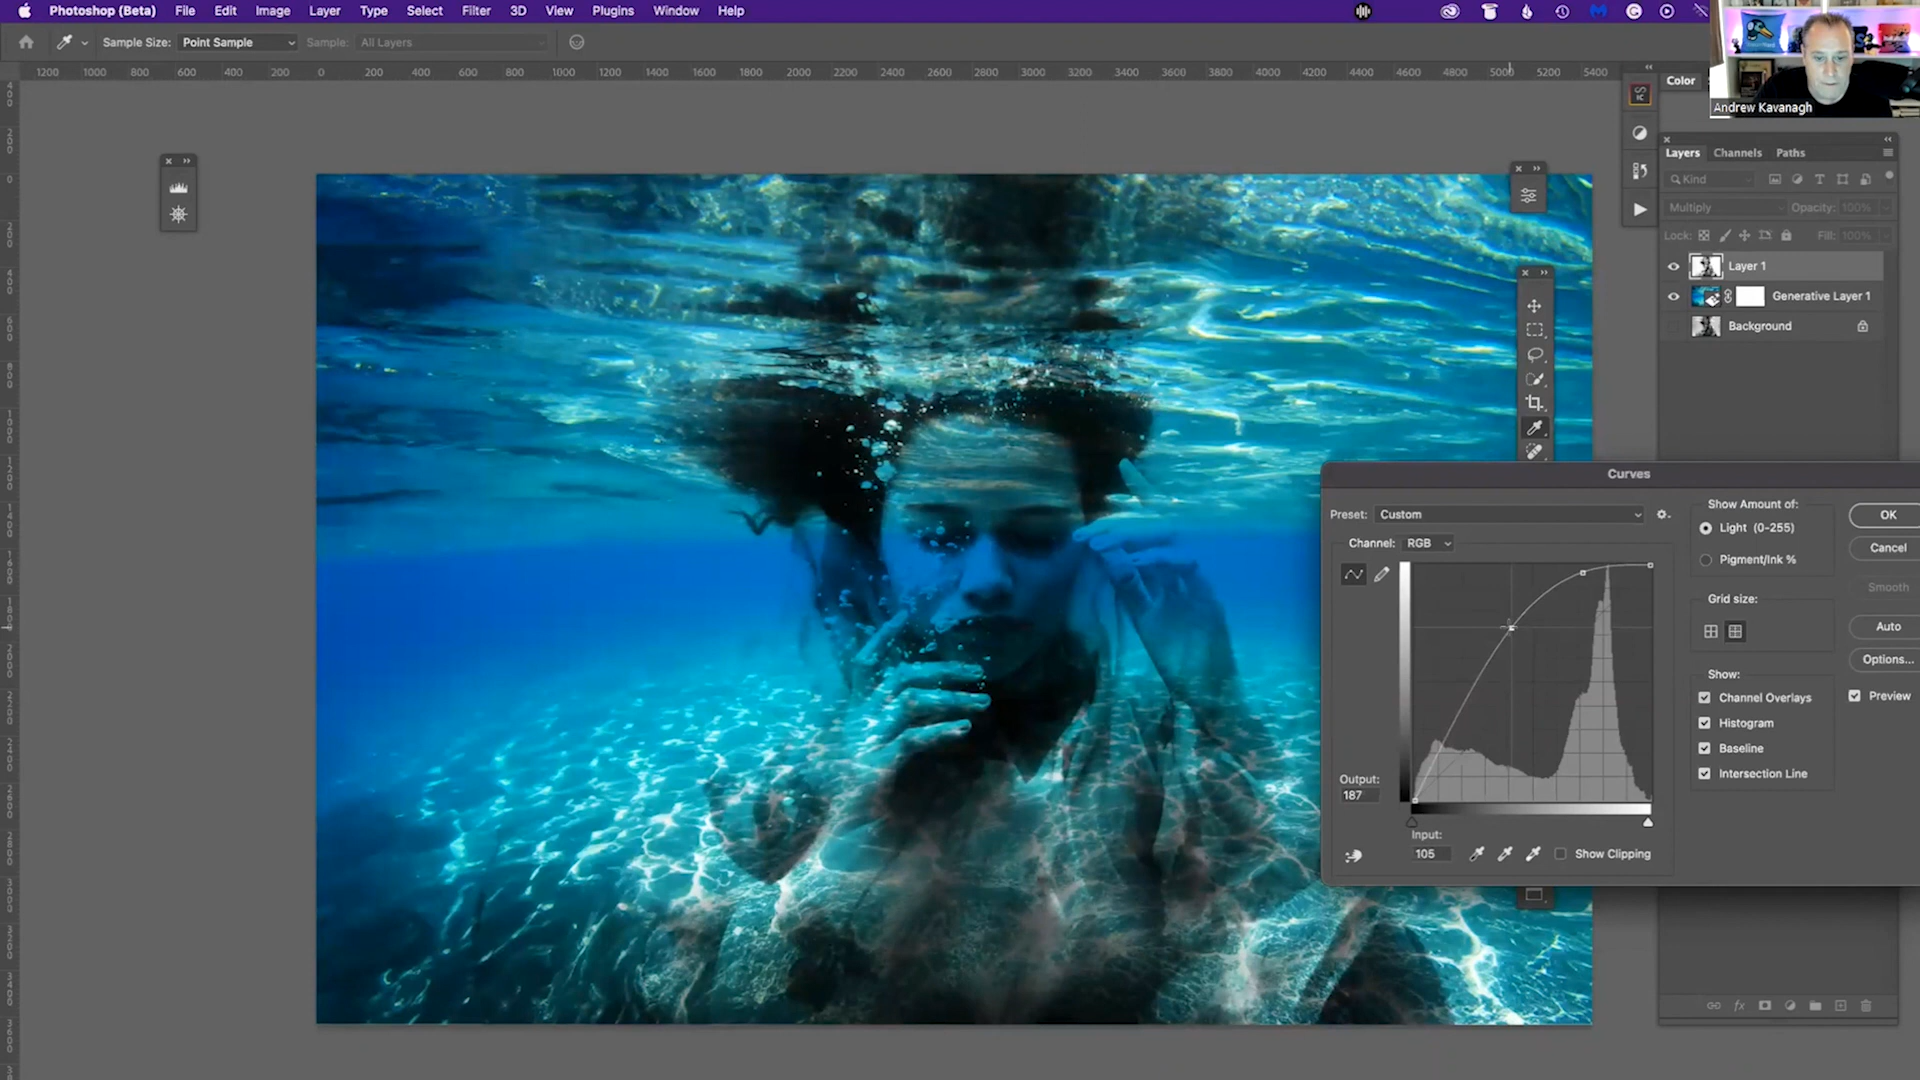 Photoshop (Beta) File Edit Image Layer Type Select Filter 3D View Plugins Window Help
Sample Size: Point Sample Sample: All Layers
1200 1000 800 600 400 200 0 200 400 600 800 1000 1200 1400 1600 1800 2000 2200 2400 2600 2800 3000 3200 3400 3600 3800 4000 4200 4400 4600 4800 5000 5200 5400
Color
Andrew Kavanagh
Layers Channels Paths
Kind
Multiply Opacity: 100%
Lock: Fill: 100%
Layer 1
Generative Layer 1
Background
Curves
Preset: Custom
Channel: RGB
Output:
187
Input:
105
Show Clipping
Show Amount of:
Light (0-255)
Pigment/Ink %
Grid size:
Show:
Channel Overlays
Histogram
Baseline
Intersection Line
OK
Cancel
Smooth
Auto
Options...
Preview
fx